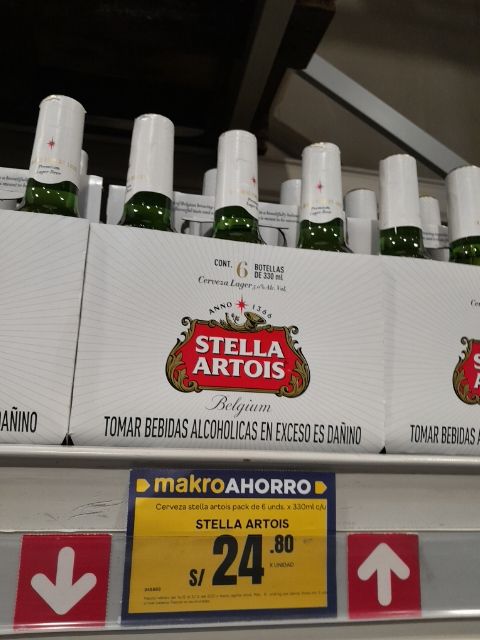 CONT. 6 BOTELLAS DE 330 mL
Cerveza Lager 5.0% Alc. Vol.
ANNO 1366
STELLA
ARTOIS
Belgium
TOMAR BEBIDAS ALCOHOLICAS EN EXCESO ES DAÑINO
DAÑINO
TOMAR BEBIDAS A
makroAHORRO
Cerveza stella artois pack de 6 unds. x 330ml c/u
STELLA ARTOIS
S/ 24.80
X UNIDAD